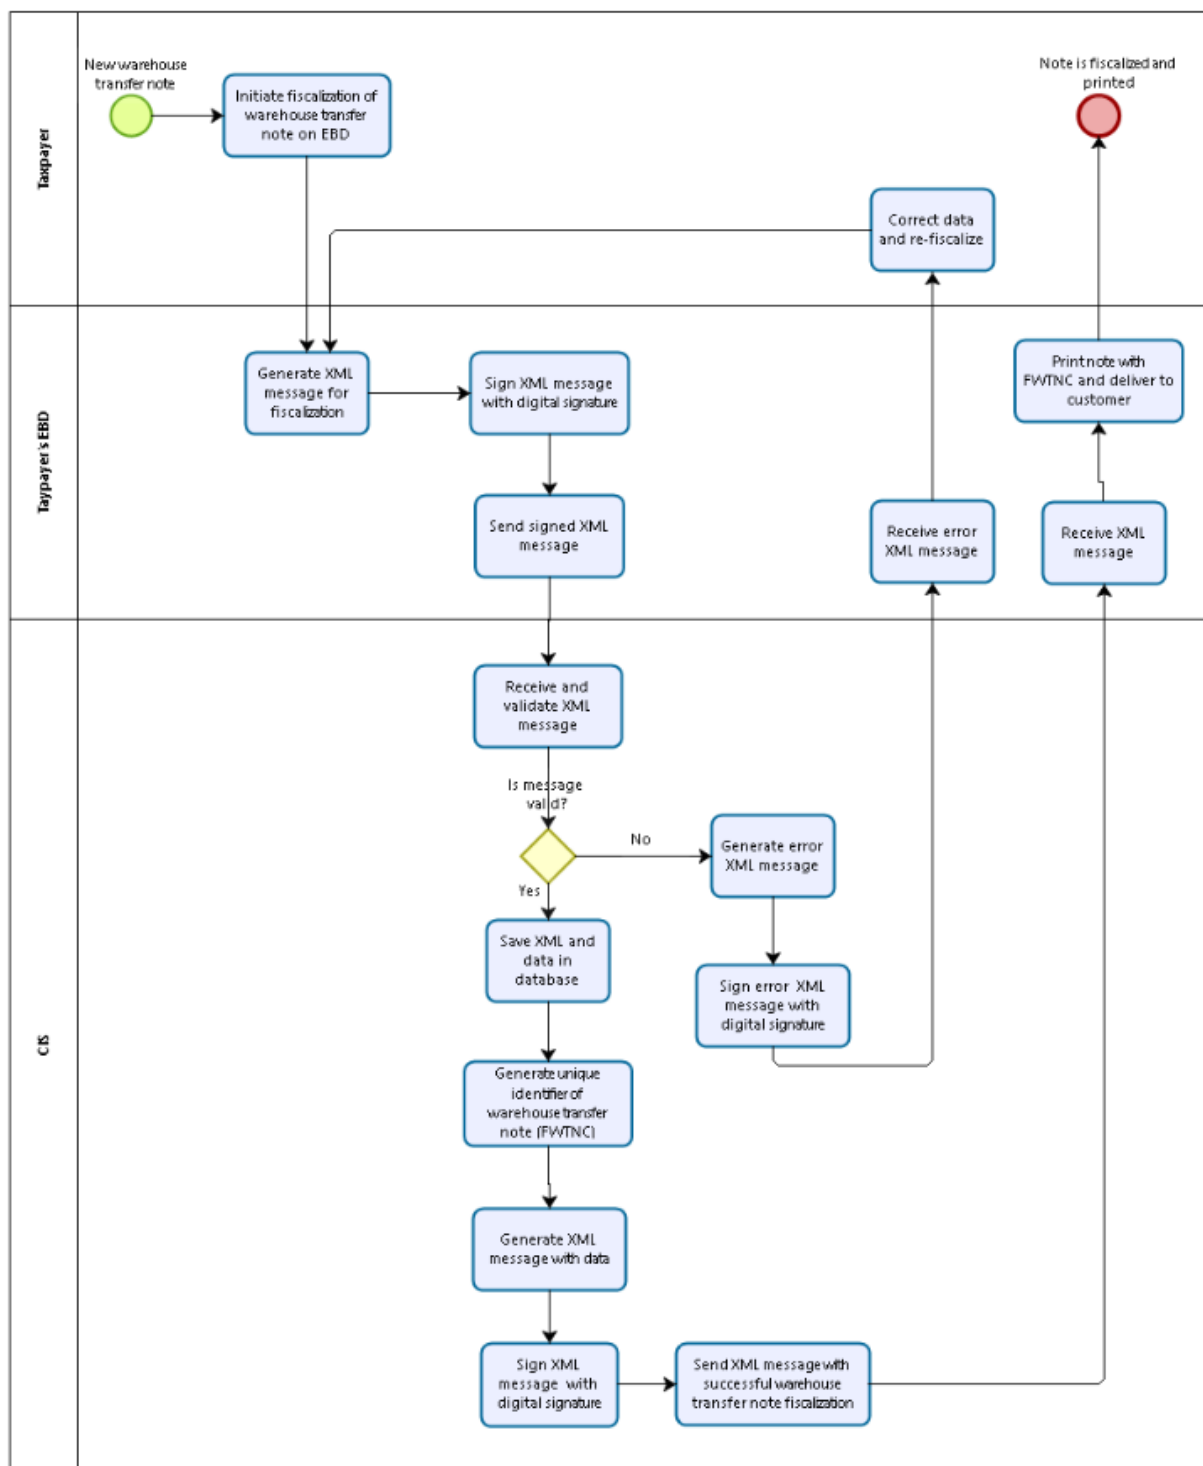 Taxpayer
New warehouse
transfer note
Initiate fiscalization of
warehouse transfer
note on EBD
Note is fiscalized and
printed
Correct data
and re-fiscalize
Taypayer's EBD
Generate XML
message for
fiscalization
Sign XML message
with digital signature
Print note with
FWTNC and deliver to
customer
Send signed XML
message
Receive error
XML message
Receive XML
message
CIS
Receive and
validate XML
message
Is message
valid?
No
Generate error
XML message
Yes
Save XML and
data in
database
Sign error XML
message with
digital signature
Generate unique
identifier of
warehouse transfer
note (FWTNC)
Generate XML
message with data
Sign XML
message with
digital signature
Send XML message with
successful warehouse
transfer note fiscalization